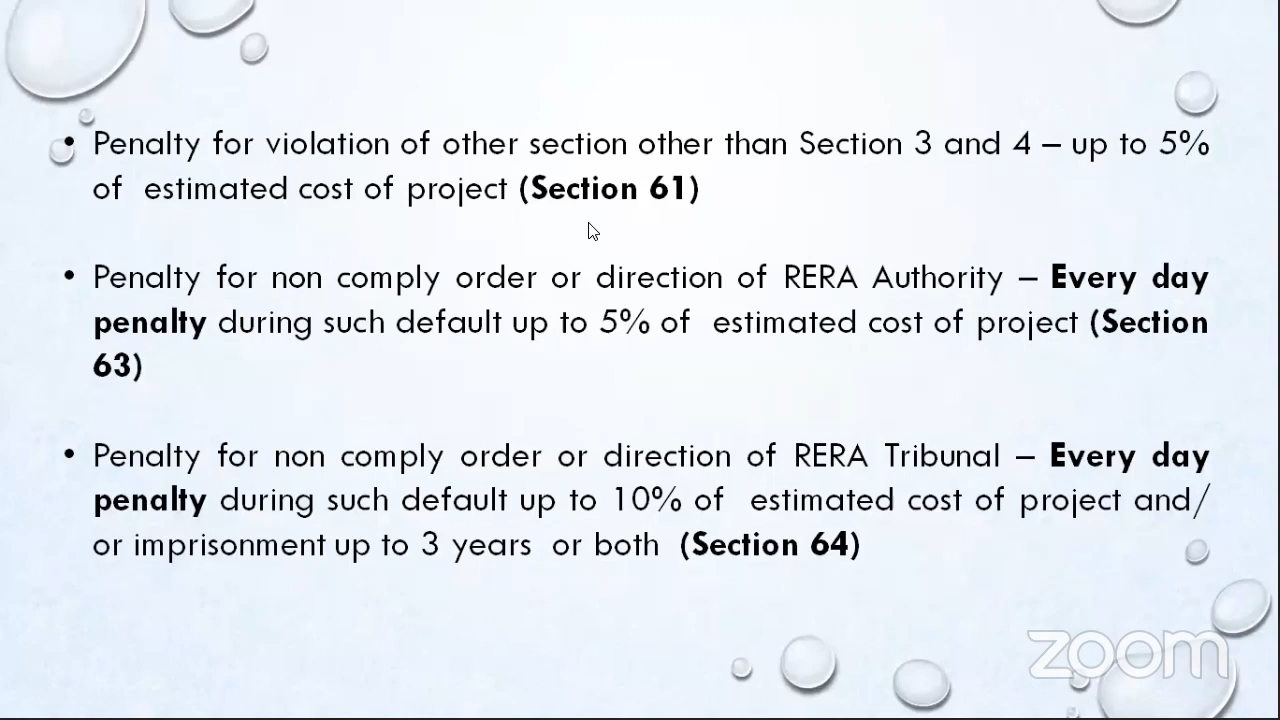 • Penalty for violation of other section other than Section 3 and 4 – up to 5%
of estimated cost of project (Section 61)
• Penalty for non comply order or direction of RERA Authority – Every day
penalty during such default up to 5% of estimated cost of project (Section
63)
• Penalty for non comply order or direction of RERA Tribunal – Every day
penalty during such default up to 10% of estimated cost of project and/
or imprisonment up to 3 years or both (Section 64)
zoom